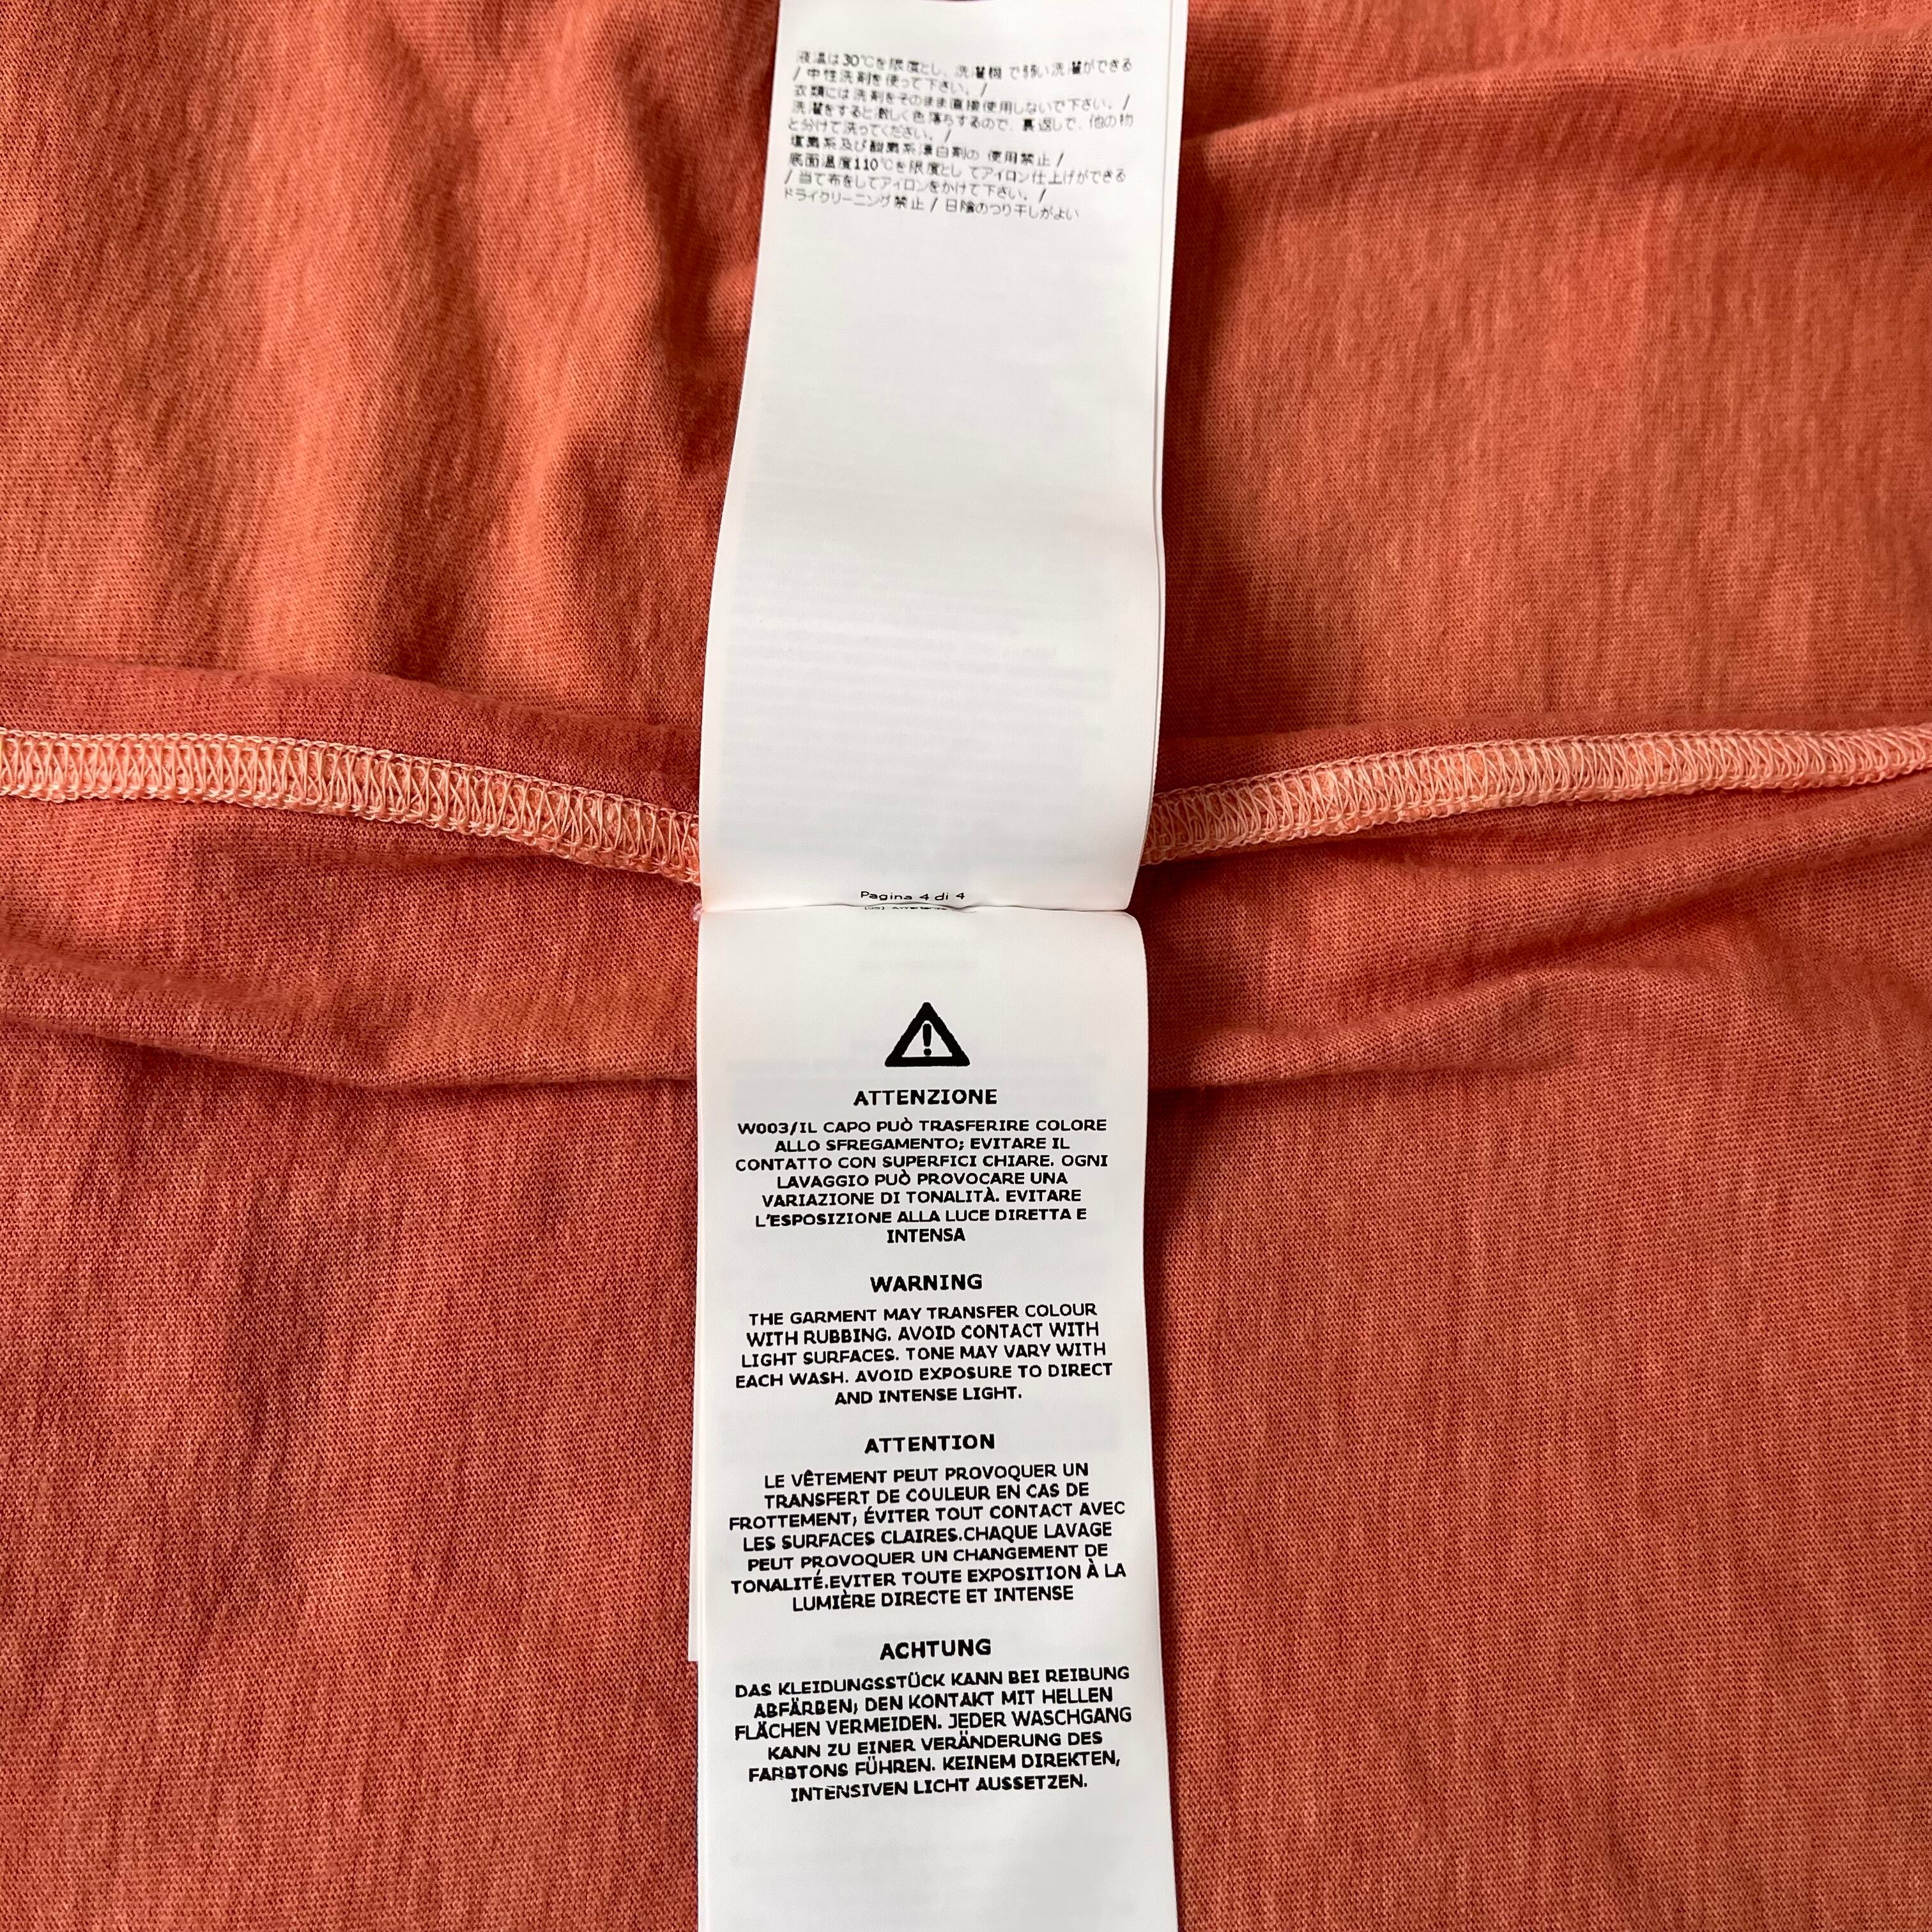 液温は30℃を限度とし、洗濯機 で弱い洗濯ができる
/ 中性洗剤を使って下さい。 /
衣類には洗剤をそのまま直接使用しないで下さい。 /
洗濯をすると激しく色落ちするので、裏返しで、他の物
と分けて洗ってください。 /
塩素系及び酸素系漂白剤の 使用禁止 /
底面温度110℃を限度とし てアイロン仕上げができる
/ 当て布をしてアイロンをかけて下さい。 /
ドライクリーニング禁止 / 日陰のつり干しがよい
Pagina 4 di 4
ATTENZIONE
W003/IL CAPO PUÒ TRASFERIRE COLORE
ALLO SFREGAMENTO; EVITARE IL
CONTATTO CON SUPERFICI CHIARE. OGNI
LAVAGGIO PUÒ PROVOCARE UNA
VARIAZIONE DI TONALITÀ. EVITARE
L'ESPOSIZIONE ALLA LUCE DIRETTA E
INTENSA
WARNING
THE GARMENT MAY TRANSFER COLOUR
WITH RUBBING. AVOID CONTACT WITH
LIGHT SURFACES. TONE MAY VARY WITH
EACH WASH. AVOID EXPOSURE TO DIRECT
AND INTENSE LIGHT.
ATTENTION
LE VÊTEMENT PEUT PROVOQUER UN
TRANSFERT DE COULEUR EN CAS DE
FROTTEMENT; ÉVITER TOUT CONTACT AVEC
LES SURFACES CLAIRES.CHAQUE LAVAGE
PEUT PROVOQUER UN CHANGEMENT DE
TONALITÉ.EVITER TOUTE EXPOSITION À LA
LUMIÈRE DIRECTE ET INTENSE
ACHTUNG
DAS KLEIDUNGSSTÜCK KANN BEI REIBUNG
ABFÄRBEN; DEN KONTAKT MIT HELLEN
FLÄCHEN VERMEIDEN. JEDER WASCHGANG
KANN ZU EINER VERÄNDERUNG DES
FARBTONS FÜHREN. KEINEM DIREKTEN,
INTENSIVEN LICHT AUSSETZEN.